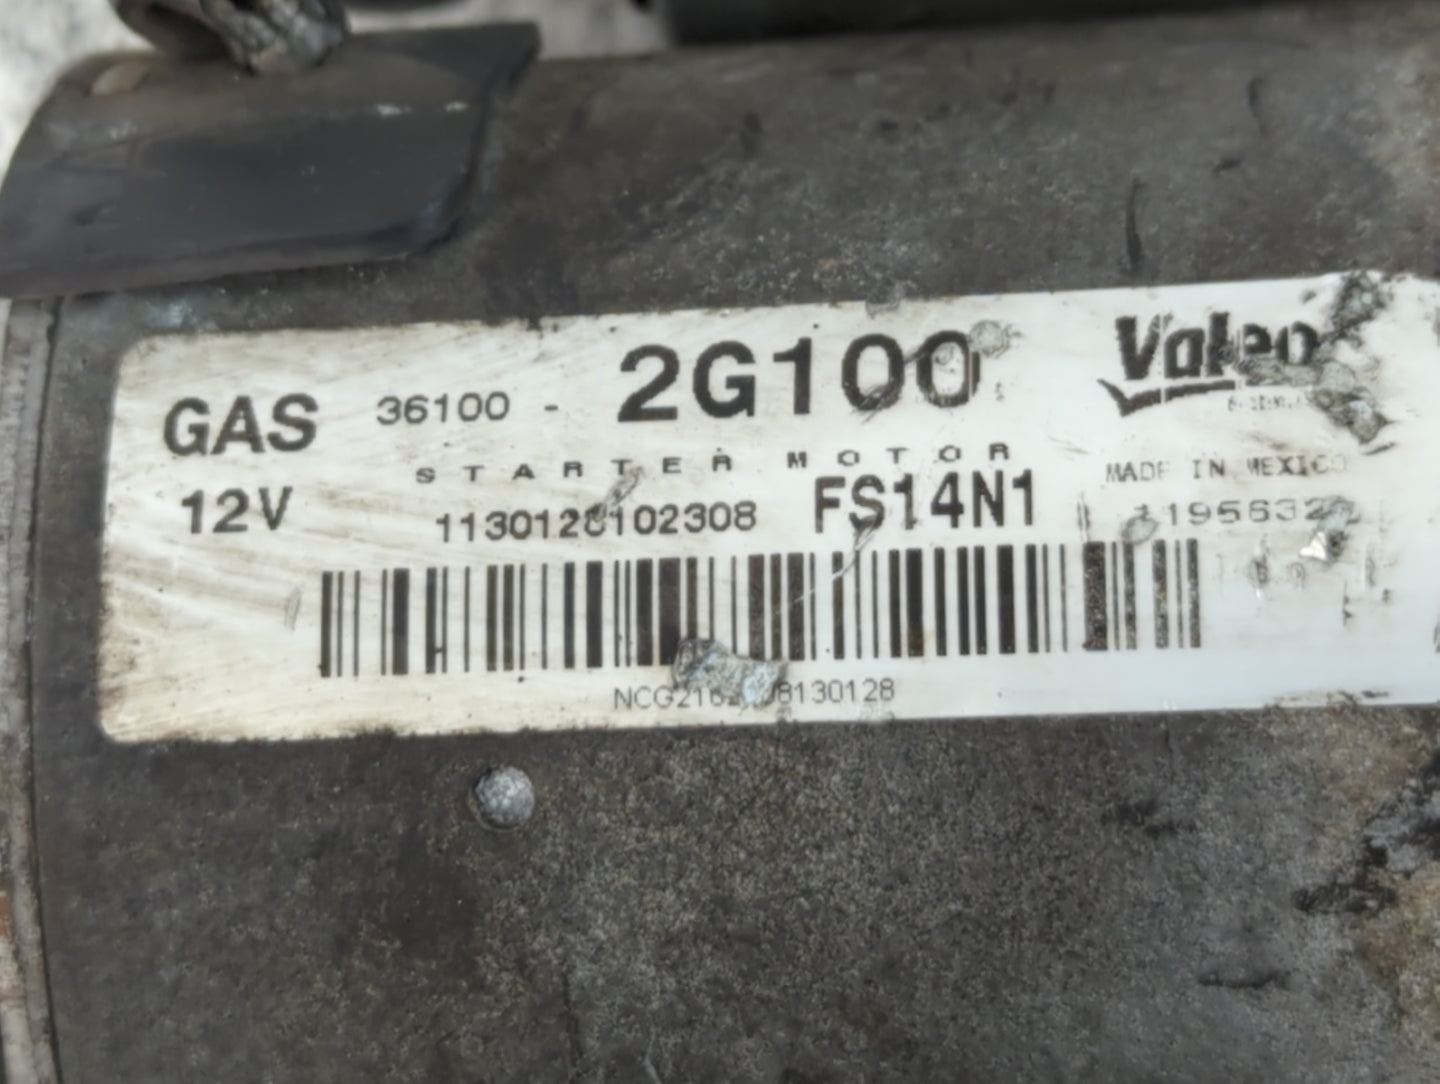 GAS 36100 - 2G100 Valeo
STARTER MOTOR MADE IN MEXICO
12V 1130128102308 FS14N1